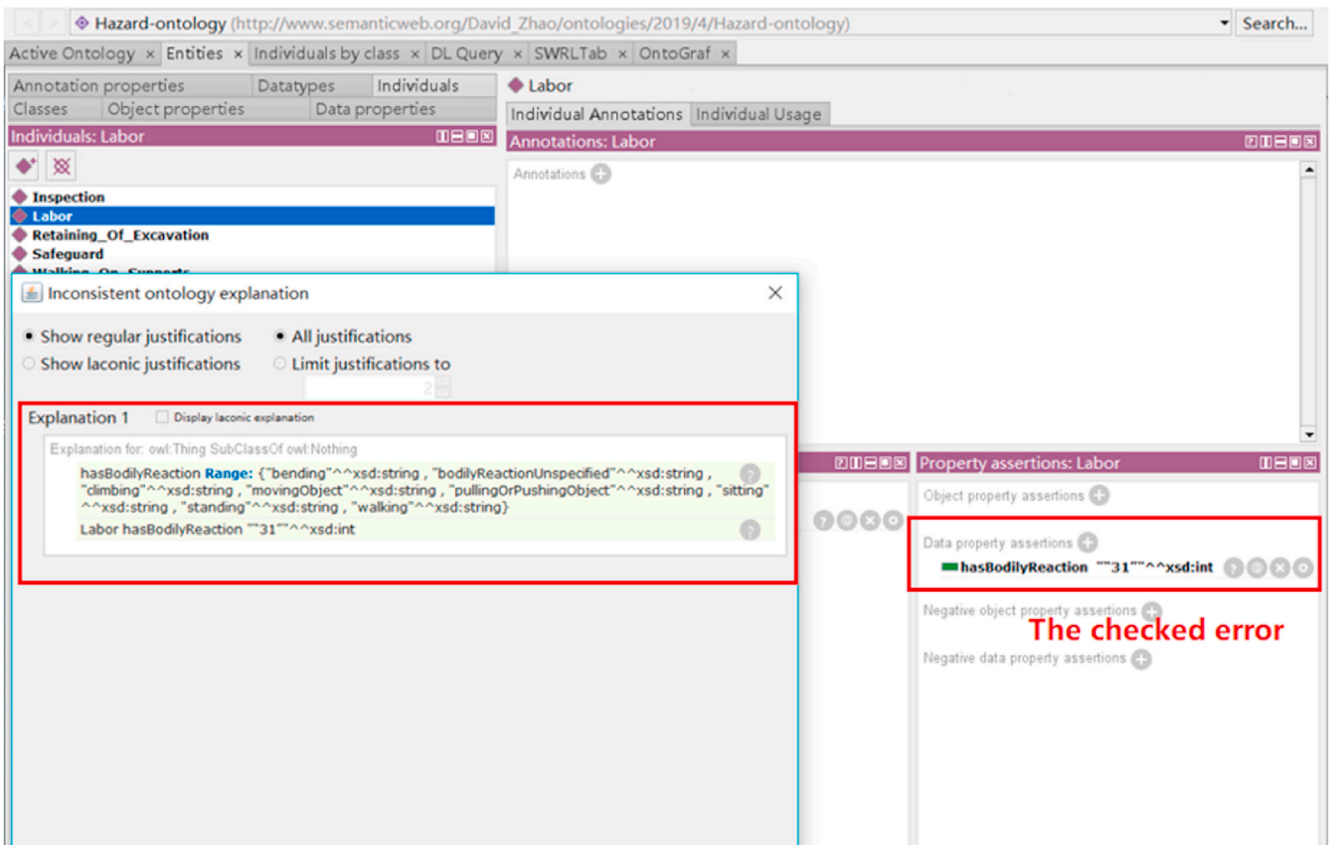 Hazard-ontology (http://www.semanticweb.org/David_Zhao/ontologies/2019/4/Hazard-ontology)
Search...
Active Ontology × Entities × Individuals by class × DL Query × SWRLTab × OntoGraf ×
Annotation properties Datatypes Individuals
Classes Object properties Data properties
Individuals: Labor
Inspection
Labor
Retaining_Of_Excavation
Safeguard
Walking_On_Supports
Labor
Individual Annotations Individual Usage
Annotations: Labor
Annotations
Inconsistent ontology explanation
Show regular justifications All justifications
Show laconic justifications Limit justifications to
2
Explanation 1 Display laconic explanation
Explanation for: owl:Thing SubClassOf owl:Nothing
hasBodilyReaction Range: {"bending"^^xsd:string , "bodilyReactionUnspecified"^^xsd:string ,
"climbing"^^xsd:string , "movingObject"^^xsd:string , "pullingOrPushingObject"^^xsd:string , "sitting"
^^xsd:string , "standing"^^xsd:string , "walking"^^xsd:string}
Labor hasBodilyReaction ""31""^^xsd:int
Property assertions: Labor
Object property assertions
Data property assertions
hasBodilyReaction ""31""^^xsd:int
Negative object property assertions
The checked error
Negative data property assertions